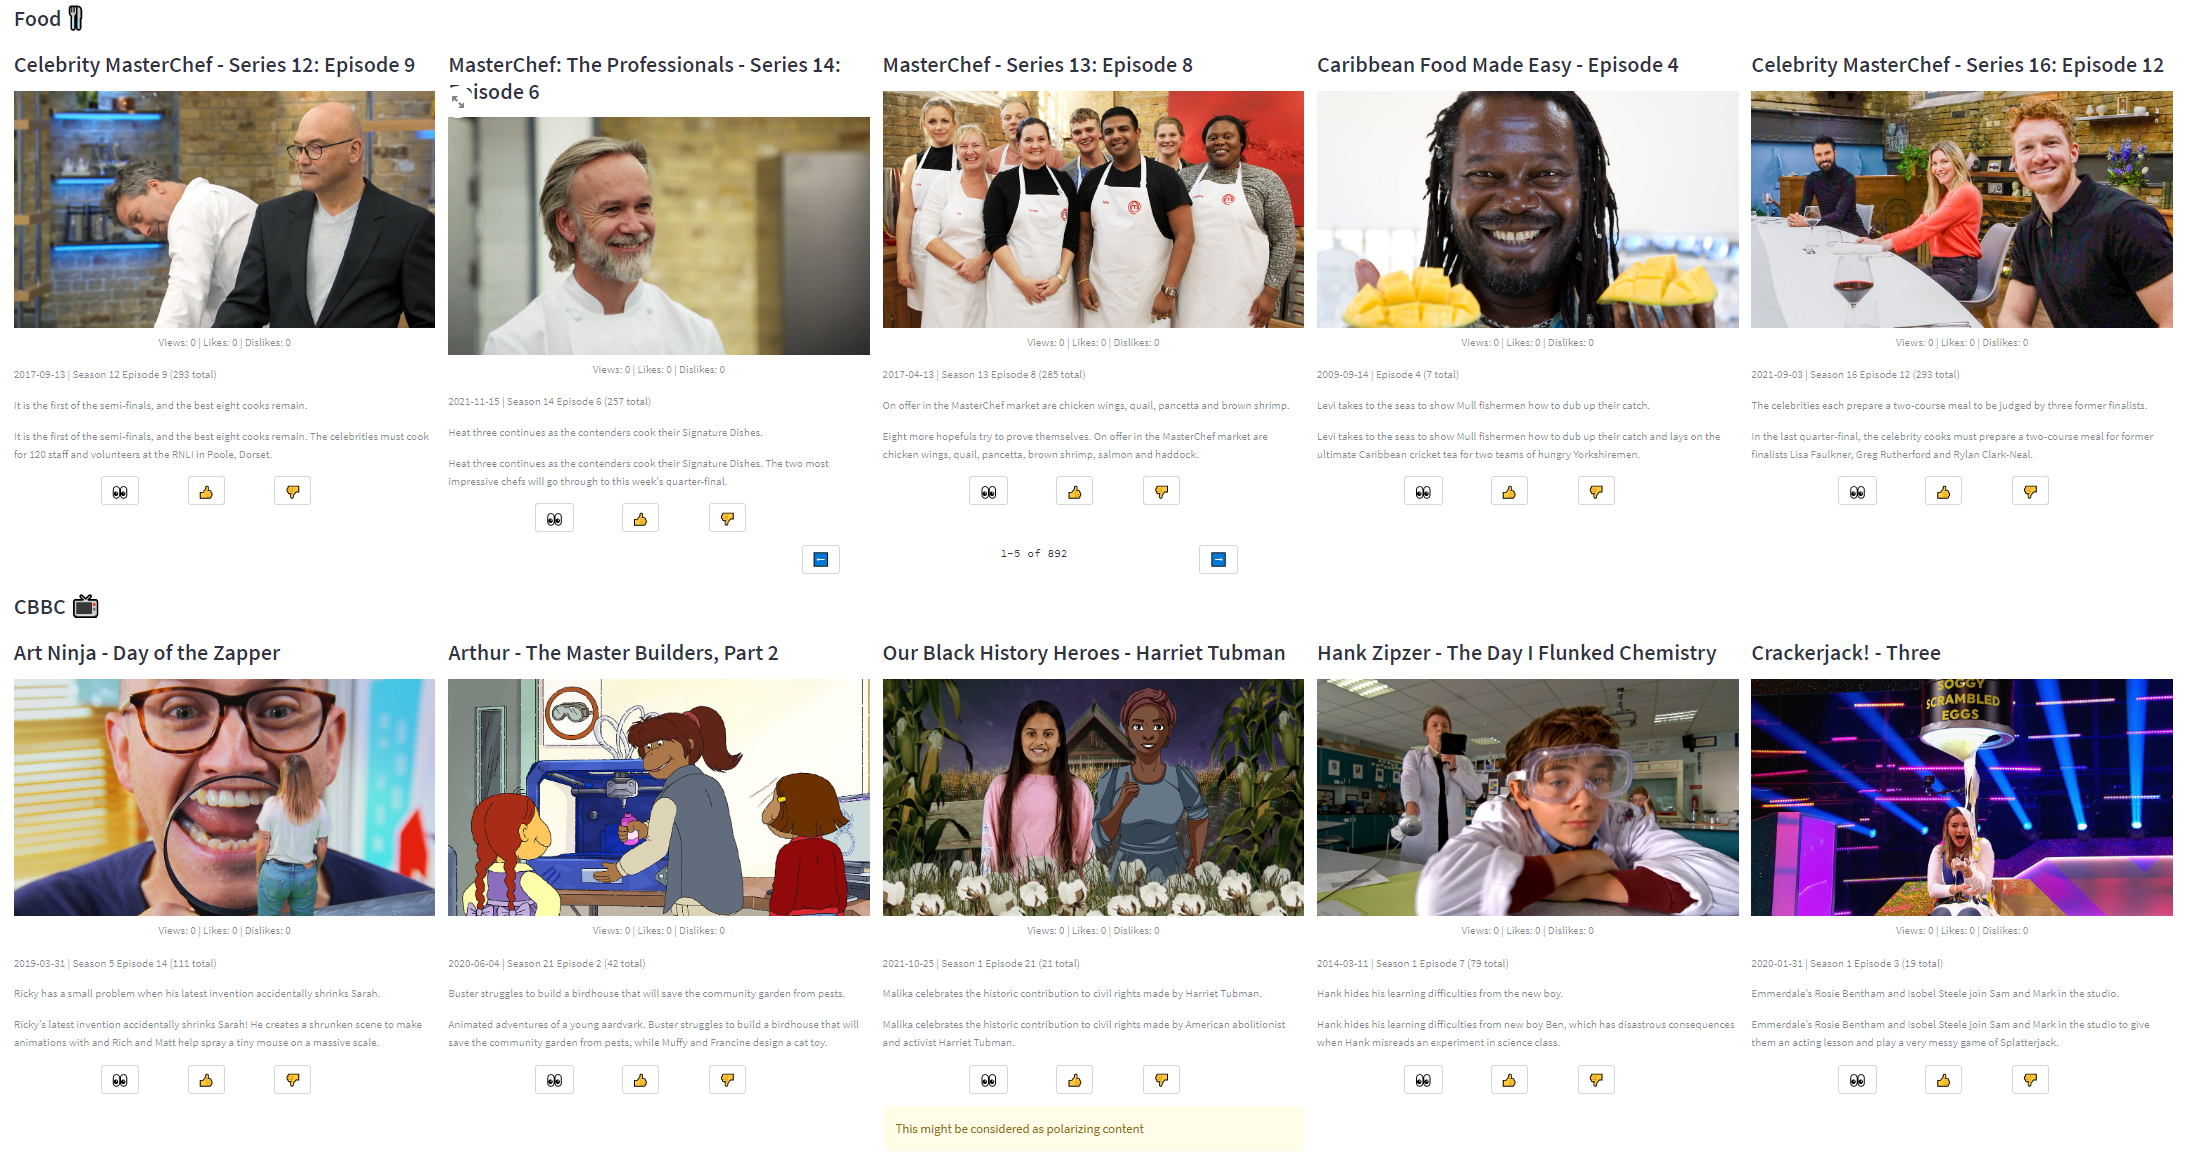 Food
Celebrity MasterChef - Series 12: Episode 9
Views: 0 | Likes: 0 | Dislikes: 0
2017-09-13 | Season 12 Episode 9 (293 total)
It is the first of the semi-finals, and the best eight cooks remain.
It is the first of the semi-finals, and the best eight cooks remain. The celebrities must cook
for 120 staff and volunteers at the RNLI in Poole, Dorset.
MasterChef: The Professionals - Series 14:
isode 6
Views: 0 | Likes: 0 | Dislikes: 0
2021-11-15 | Season 14 Episode 6 (257 total)
Heat three continues as the contenders cook their Signature Dishes.
Heat three continues as the contenders cook their Signature Dishes. The two most
impressive chefs will go through to this week's quarter-final.
MasterChef - Series 13: Episode 8
Views: 0 | Likes: 0 | Dislikes: 0
2017-04-13 | Season 13 Episode 8 (285 total)
On offer in the MasterChef market are chicken wings, quail, pancetta and brown shrimp.
Eight more hopefuls try to prove themselves. On offer in the MasterChef market are
chicken wings, quail, pancetta, brown shrimp, salmon and haddock.
Caribbean Food Made Easy - Episode 4
Views: 0 | Likes: 0 | Dislikes: 0
2009-09-14 | Episode 4 (7 total)
Levi takes to the seas to show Mull fishermen how to dub up their catch.
Levi takes to the seas to show Mull fishermen how to dub up their catch and lays on the
ultimate Caribbean cricket tea for two teams of hungry Yorkshiremen.
Celebrity MasterChef - Series 16: Episode 12
Views: 0 | Likes: 0 | Dislikes: 0
2021-09-03 | Season 16 Episode 12 (293 total)
The celebrities each prepare a two-course meal to be judged by three former finalists.
In the last quarter-final, the celebrity cooks must prepare a two-course meal for former
finalists Lisa Faulkner, Greg Rutherford and Rylan Clark-Neal.
1-5 of 892
CBBC
Art Ninja - Day of the Zapper
Views: 0 | Likes: 0 | Dislikes: 0
2019-03-31 | Season 5 Episode 14 (111 total)
Ricky has a small problem when his latest invention accidentally shrinks Sarah.
Ricky's latest invention accidentally shrinks Sarah! He creates a shrunken scene to make
animations with and Rich and Matt help spray a tiny mouse on a massive scale.
Arthur - The Master Builders, Part 2
Views: 0 | Likes: 0 | Dislikes: 0
2020-06-04 | Season 21 Episode 2 (42 total)
Buster struggles to build a birdhouse that will save the community garden from pests.
Animated adventures of a young aardvark. Buster struggles to build a birdhouse that will
save the community garden from pests, while Muffy and Francine design a cat toy.
Our Black History Heroes - Harriet Tubman
Views: 0 | Likes: 0 | Dislikes: 0
2021-10-25 | Season 1 Episode 21 (21 total)
Malika celebrates the historic contribution to civil rights made by Harriet Tubman.
Malika celebrates the historic contribution to civil rights made by American abolitionist
and activist Harriet Tubman.
This might be considered as polarizing content
Hank Zipzer - The Day I Flunked Chemistry
Views: 0 | Likes: 0 | Dislikes: 0
2014-03-11 | Season 1 Episode 7 (79 total)
Hank hides his learning difficulties from the new boy.
Hank hides his learning difficulties from new boy Ben, which has disastrous consequences
when Hank misreads an experiment in science class.
Crackerjack! - Three
SOGGY
SCRAMBLED
EGGS
Views: 0 | Likes: 0 | Dislikes: 0
2020-01-31 | Season 1 Episode 3 (19 total)
Emmerdale's Rosie Bentham and Isobel Steele join Sam and Mark in the studio.
Emmerdale's Rosie Bentham and Isobel Steele join Sam and Mark in the studio to give
them an acting lesson and play a very messy game of Splatterjack.